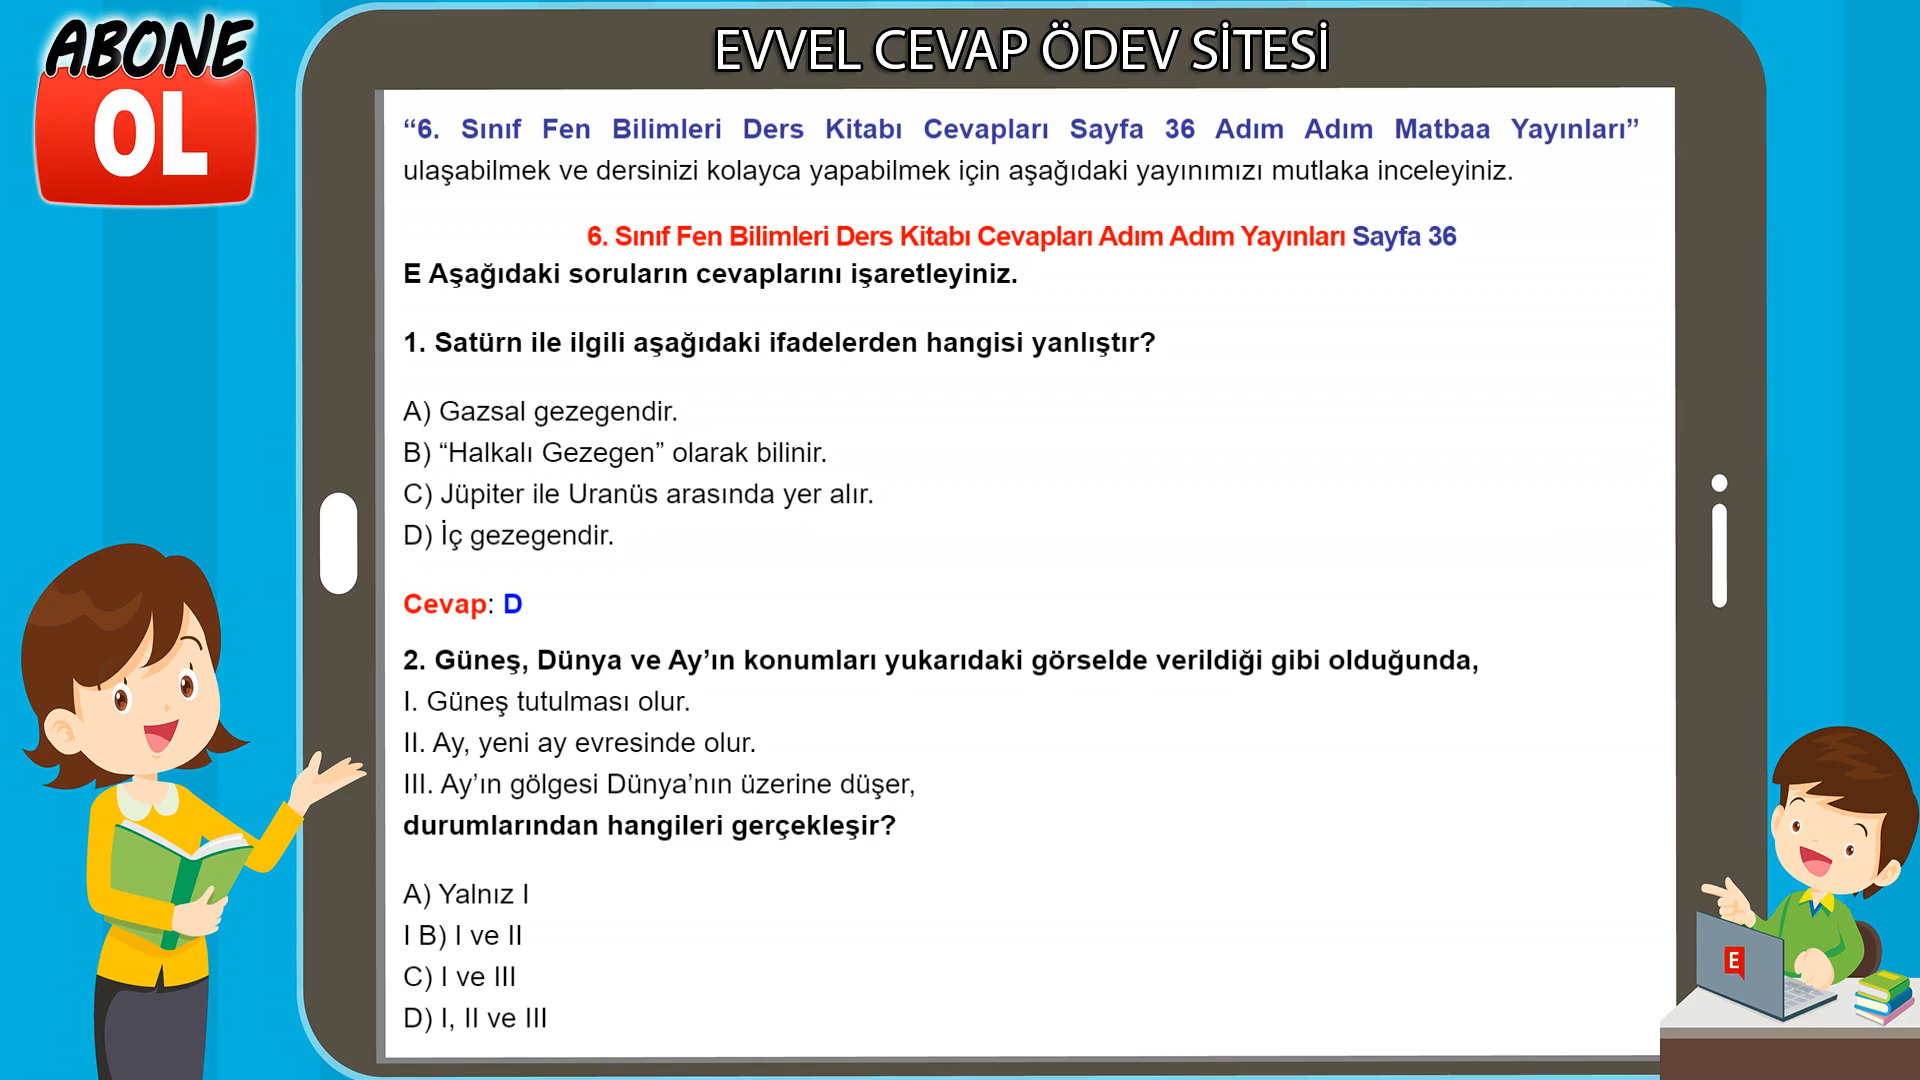 ABONE
OL
EVVEL CEVAP ÖDEV SİTESİ
“6. Sınıf Fen Bilimleri Ders Kitabı Cevapları Sayfa 36 Adım Adım Matbaa Yayınları”
ulaşabilmek ve dersinizi kolayca yapabilmek için aşağıdaki yayınımızı mutlaka inceleyiniz.
6. Sınıf Fen Bilimleri Ders Kitabı Cevapları Adım Adım Yayınları Sayfa 36
E Aşağıdaki soruların cevaplarını işaretleyiniz.
1. Satürn ile ilgili aşağıdaki ifadelerden hangisi yanlıştır?
A) Gazsal gezegendir.
B) “Halkalı Gezegen” olarak bilinir.
C) Jüpiter ile Uranüs arasında yer alır.
D) İç gezegendir.
Cevap: D
2. Güneş, Dünya ve Ay’ın konumları yukarıdaki görselde verildiği gibi olduğunda,
I. Güneş tutulması olur.
II. Ay, yeni ay evresinde olur.
III. Ay’ın gölgesi Dünya’nın üzerine düşer,
durumlarından hangileri gerçekleşir?
A) Yalnız I
I B) I ve II
C) I ve III
D) I, II ve III
E